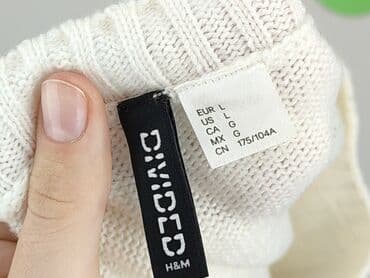 EUR L
US L
CA G
MX G
CN 175/104A
DIVIDED
H&M